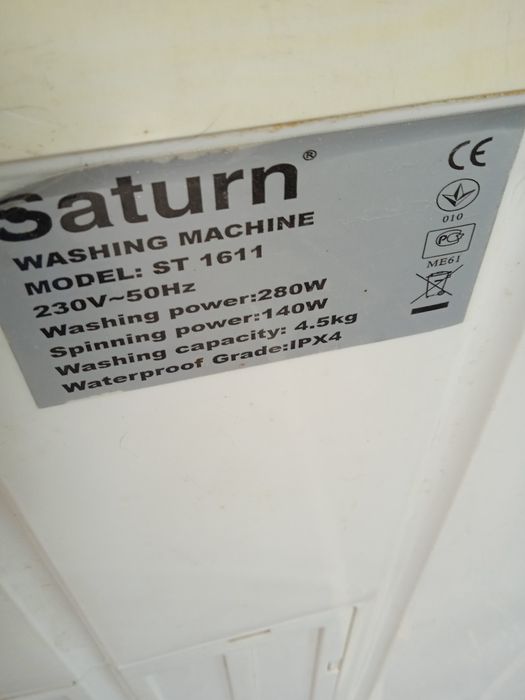 Saturn®
WASHING MACHINE
MODEL: ST 1611
230V~50Hz
Washing power:280W
Spinning power:140W
Washing capacity: 4.5kg
Waterproof Grade:IPX4
CE
010
PC
ME61